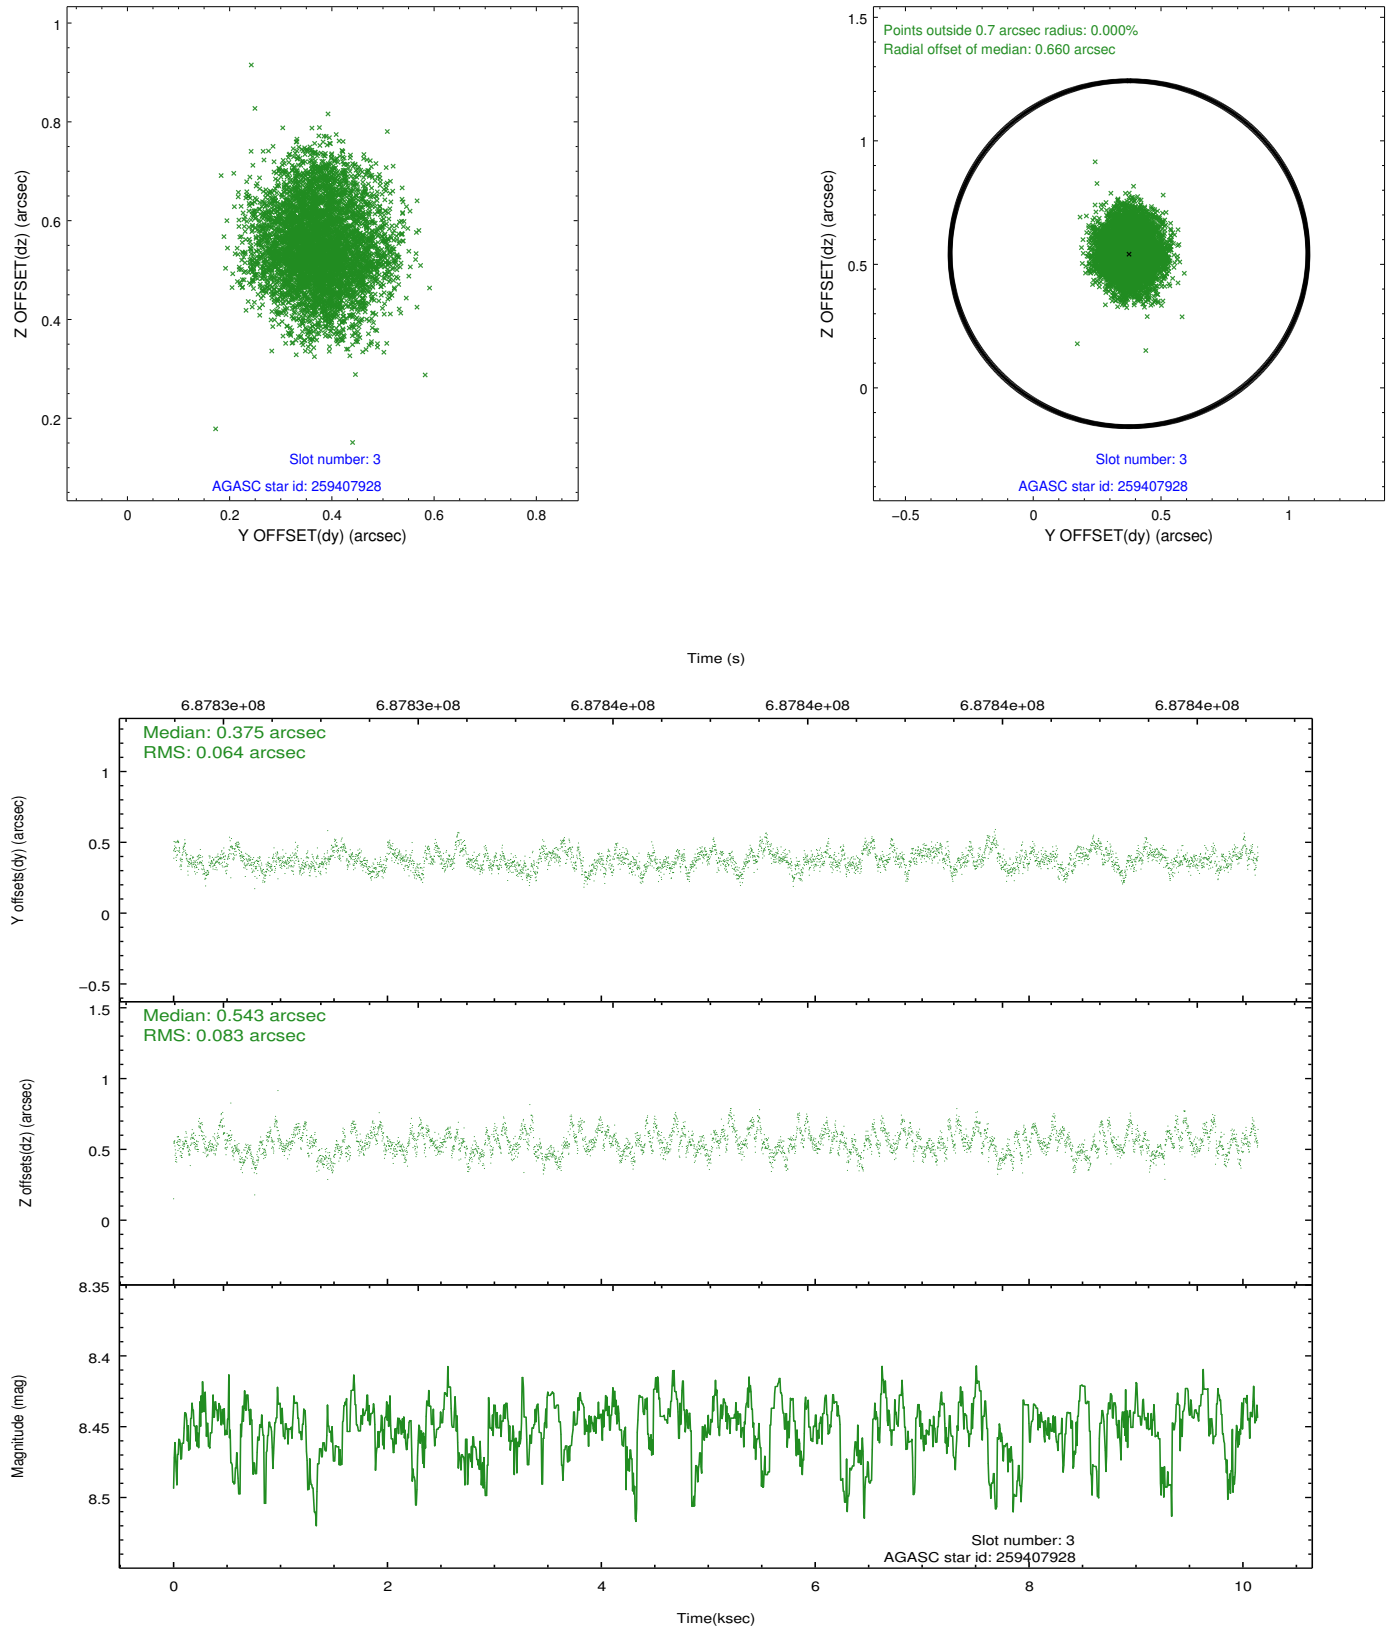 1
0.8
0.6
0.4
0.2
Z OFFSET(dz) (arcsec)
Slot number: 3
AGASC star id: 259407928
0 0.2 0.4 0.6 0.8
Y OFFSET(dy) (arcsec)
1.5
1
0.5
0
Z OFFSET(dz) (arcsec)
Points outside 0.7 arcsec radius: 0.000%
Radial offset of median: 0.660 arcsec
Slot number: 3
AGASC star id: 259407928
−0.5 0 0.5 1
Y OFFSET(dy) (arcsec)
Time (s)
6.8783e+08 6.8783e+08 6.8784e+08 6.8784e+08 6.8784e+08 6.8784e+08
Median: 0.375 arcsec
RMS: 0.064 arcsec
1
0.5
0
−0.5
Y offsets(dy) (arcsec)
Median: 0.543 arcsec
RMS: 0.083 arcsec
1.5
1
0.5
0
Z offsets(dz) (arcsec)
8.35
8.4
8.45
8.5
Magnitude (mag)
Slot number: 3
AGASC star id: 259407928
0 2 4 6 8 10
Time(ksec)